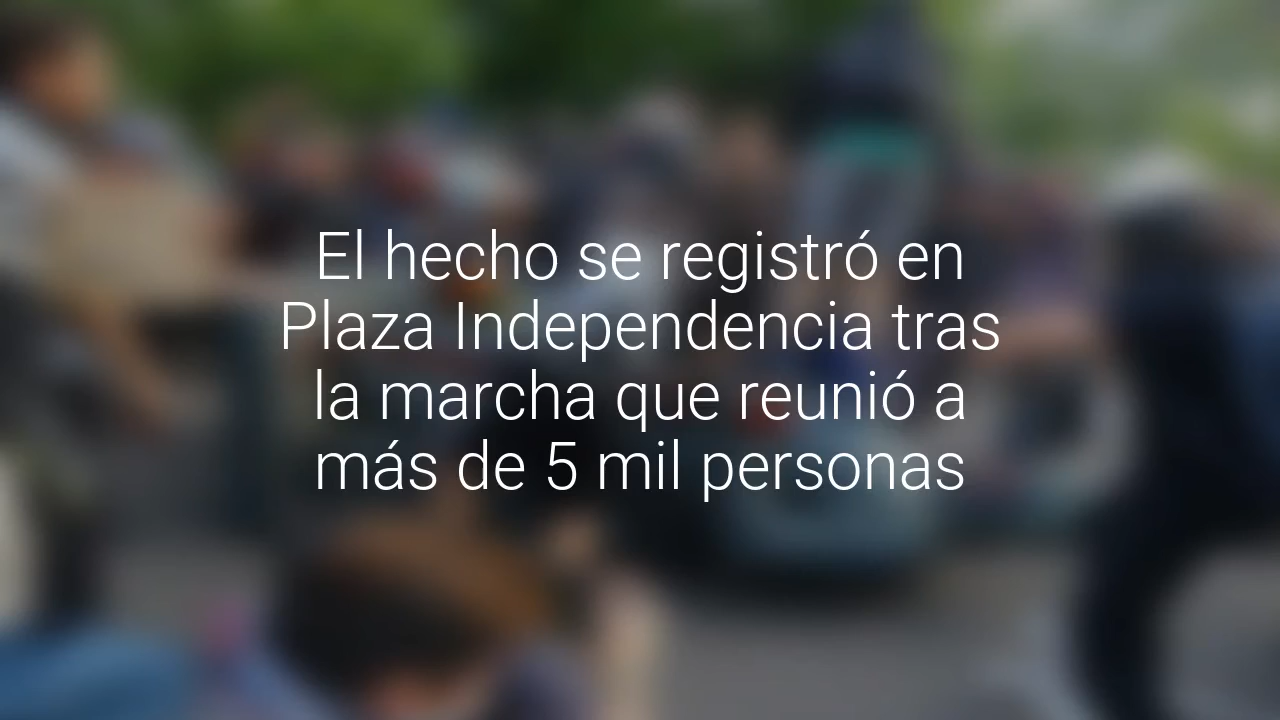 El hecho se registró en
Plaza Independencia tras
la marcha que reunió a
más de 5 mil personas